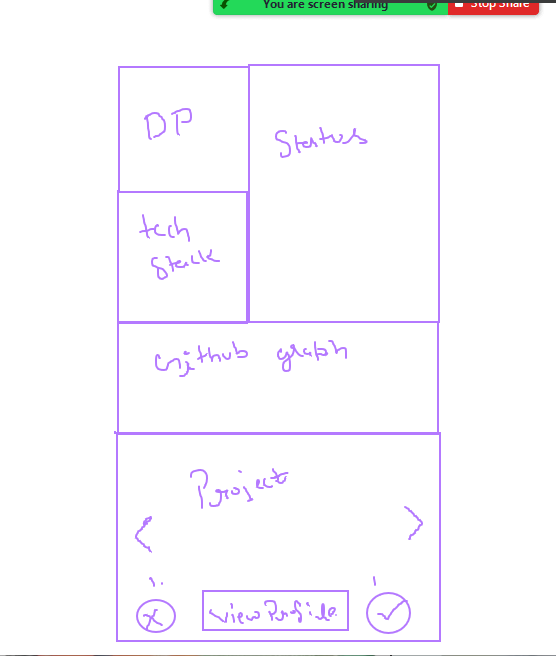 You are screen sharing
Stop Share
DP
Status
tech
stack
Github graph
Project
<
>
X
View Profile
✓